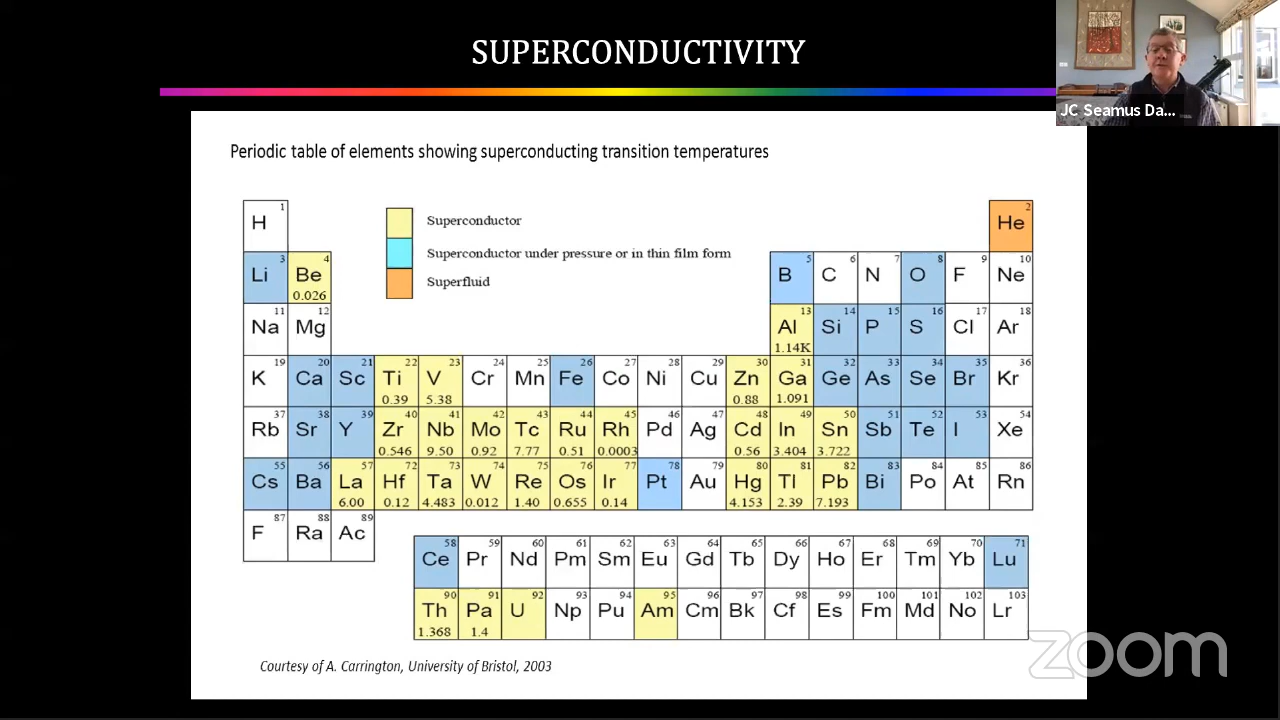 SUPERCONDUCTIVITY
JC Seamus Da...
Periodic table of elements showing superconducting transition temperatures
Superconductor
Superconductor under pressure or in thin film form
Superfluid
H 1 He 2
Li 3 Be 4 0.026 B 5 C 6 N 7 O 8 F 9 Ne 10
Na 11 Mg 12 Al 13 1.14K Si 14 P 15 S 16 Cl 17 Ar 18
K 19 Ca 20 Sc 21 Ti 22 0.39 V 23 5.38 Cr 24 Mn 25 Fe 26 Co 27 Ni 28 Cu 29 Zn 30 0.88 Ga 31 1.091 Ge 32 As 33 Se 34 Br 35 Kr 36
Rb 37 Sr 38 Y 39 Zr 40 0.546 Nb 41 9.50 Mo 42 0.92 Tc 43 7.77 Ru 44 0.51 Rh 45 0.0003 Pd 46 Ag 47 Cd 48 0.56 In 49 3.404 Sn 50 3.722 Sb 51 Te 52 I 53 Xe 54
Cs 55 Ba 56 La 57 6.00 Hf 72 0.12 Ta 73 4.483 W 74 0.012 Re 75 1.40 Os 76 0.655 Ir 77 0.14 Pt 78 Au 79 Hg 80 4.153 Tl 81 2.39 Pb 82 7.193 Bi 83 Po 84 At 85 Rn 86
F 87 Ra 88 Ac 89
Ce 58 Pr 59 Nd 60 Pm 61 Sm 62 Eu 63 Gd 64 Tb 65 Dy 66 Ho 67 Er 68 Tm 69 Yb 70 Lu 71
Th 90 1.368 Pa 91 1.4 U 92 Np 93 Pu 94 Am 95 Cm 96 Bk 97 Cf 98 Es 99 Fm 100 Md 101 No 102 Lr 103
Courtesy of A. Carrington, University of Bristol, 2003
zoom